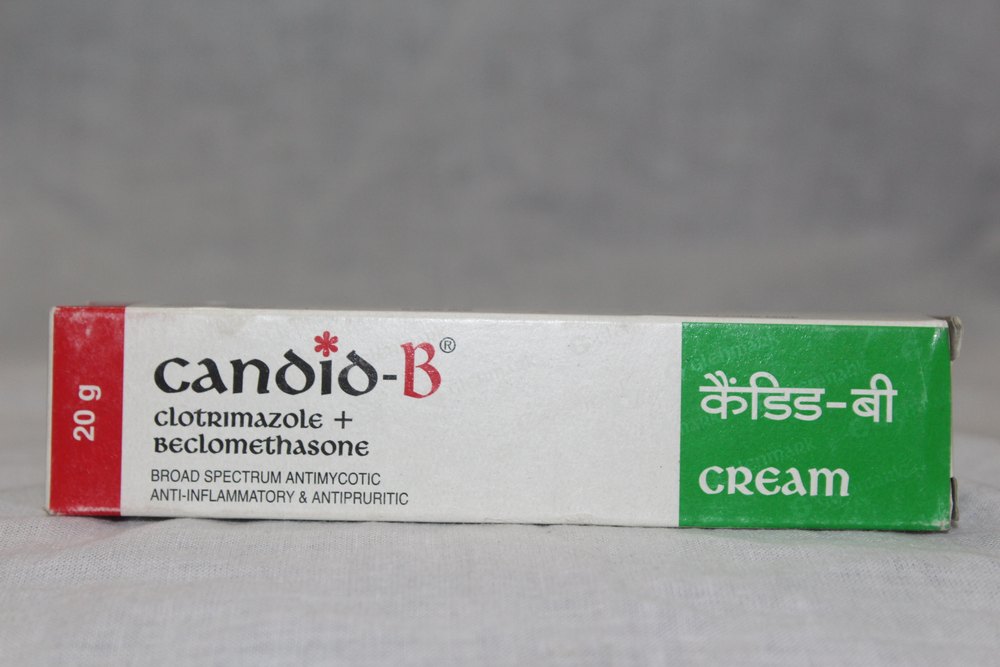 20 g
candid-B®
clotrimazole +
Beclomethasone
BROAD SPECTRUM ANTIMYCOTIC
ANTI-INFLAMMATORY & ANTIPRURITIC
कैंडिड-बी
CREAM